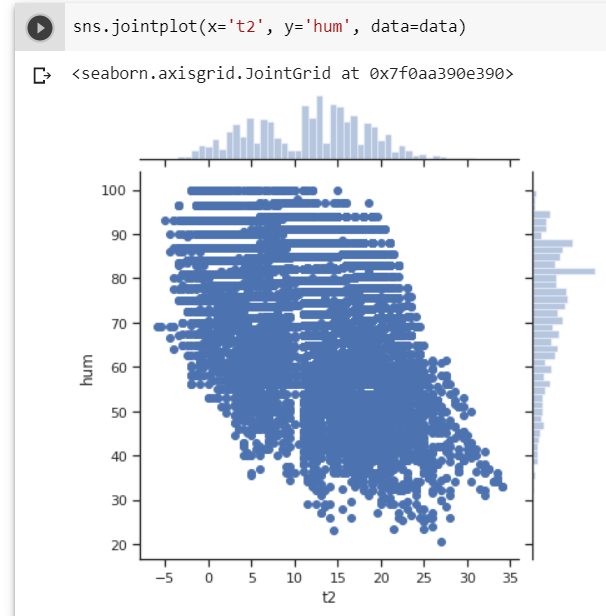 sns.jointplot(x='t2', y='hum', data=data)
<seaborn.axisgrid.JointGrid at 0x7f0aa390e390>
100
90
80
70
60
50
40
30
20
hum
−5 0 5 10 15 20 25 30 35
t2